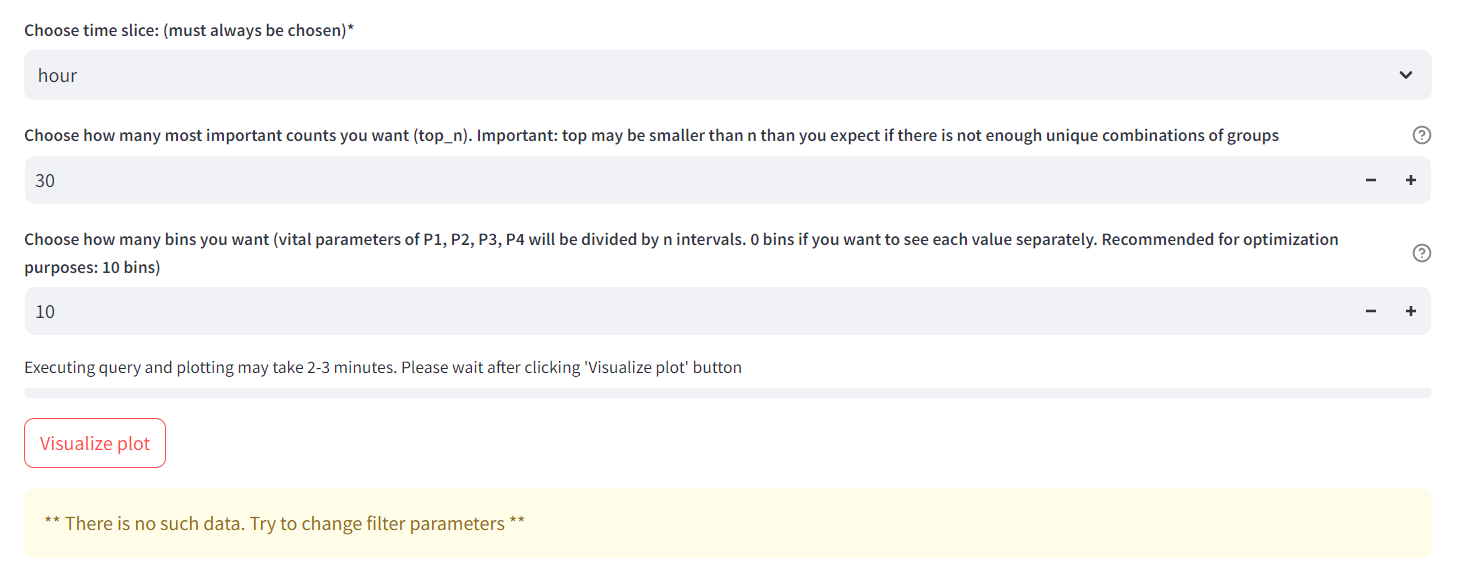 Choose time slice: (must always be chosen)*
hour
Choose how many most important counts you want (top_n). Important: top may be smaller than n than you expect if there is not enough unique combinations of groups
30
Choose how many bins you want (vital parameters of P1, P2, P3, P4 will be divided by n intervals. 0 bins if you want to see each value separately. Recommended for optimization
purposes: 10 bins)
10
Executing query and plotting may take 2-3 minutes. Please wait after clicking 'Visualize plot' button
Visualize plot
** There is no such data. Try to change filter parameters **